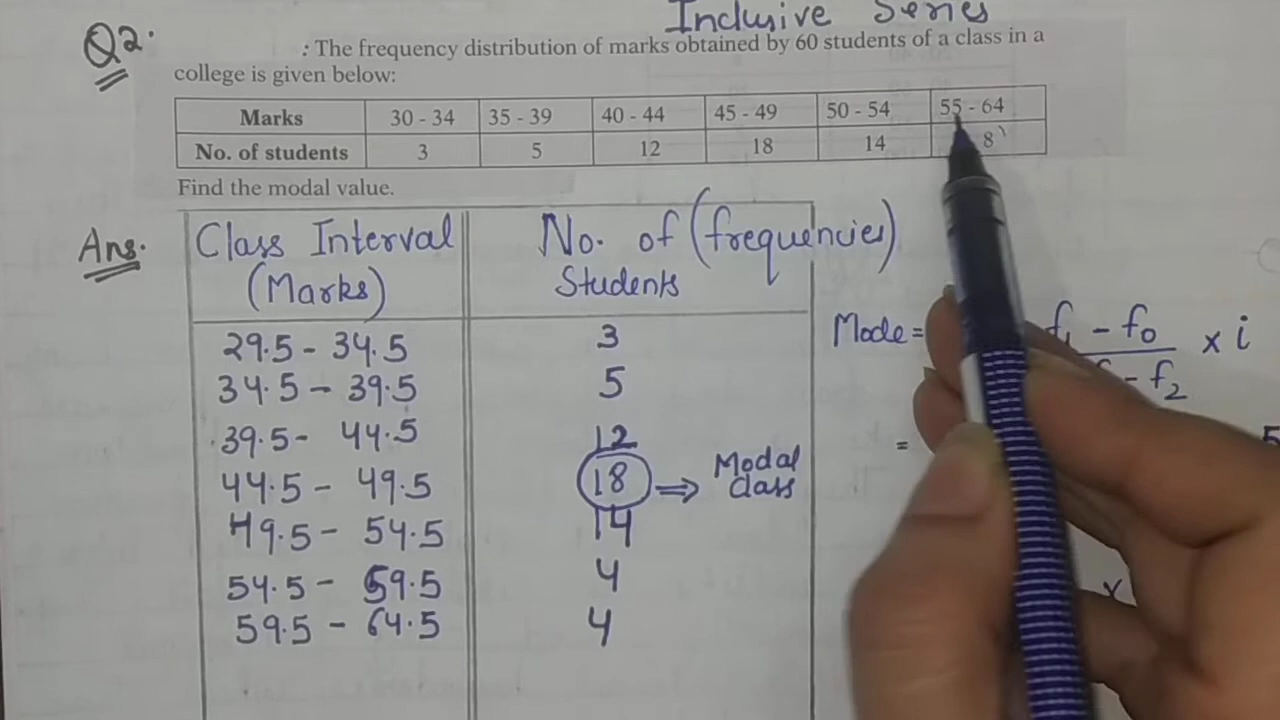 Inclusive Series
Q2.
: The frequency distribution of marks obtained by 60 students of a class in a
college is given below:
Marks 30 - 34 35 - 39 40 - 44 45 - 49 50 - 54 55 - 64
No. of students 3 5 12 18 14 8
Find the modal value.
Ans.
Class Interval (Marks) No. of Students (frequencies)
29.5 - 34.5 3
34.5 - 39.5 5
39.5 - 44.5 12
44.5 - 49.5 18 ⇒ Modal Class
49.5 - 54.5 14
54.5 - 59.5 4
59.5 - 64.5 4
Mode =
f₁ - f₀ × i
- f₂
=
5
×